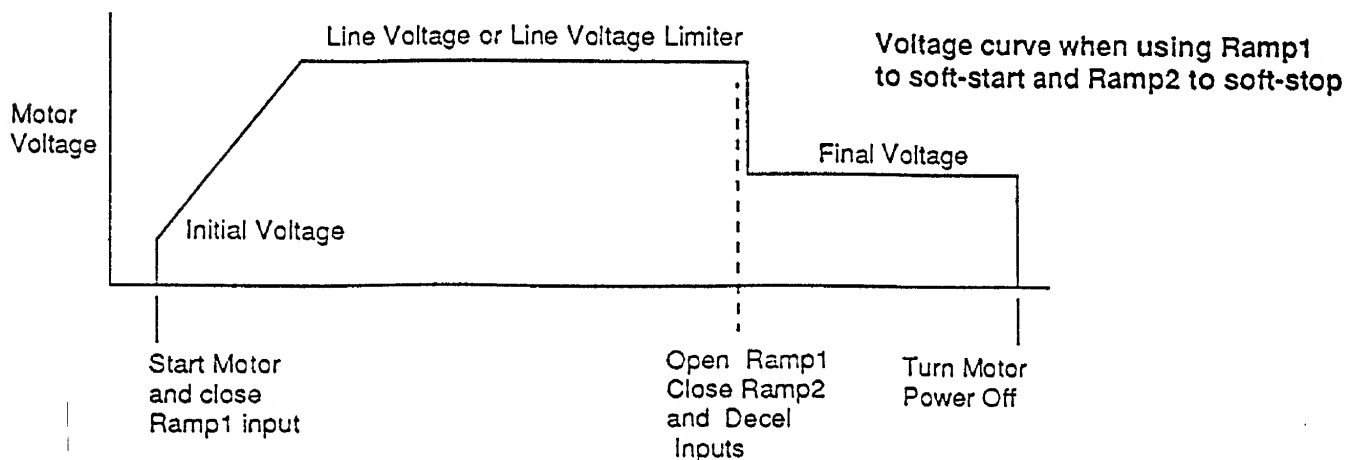 Line Voltage or Line Voltage Limiter
Voltage curve when using Ramp1
to soft-start and Ramp2 to soft-stop
Motor
Voltage
Final Voltage
Initial Voltage
Start Motor
and close
Ramp1 input
Open Ramp1
Close Ramp2
and Decel
Inputs
Turn Motor
Power Off